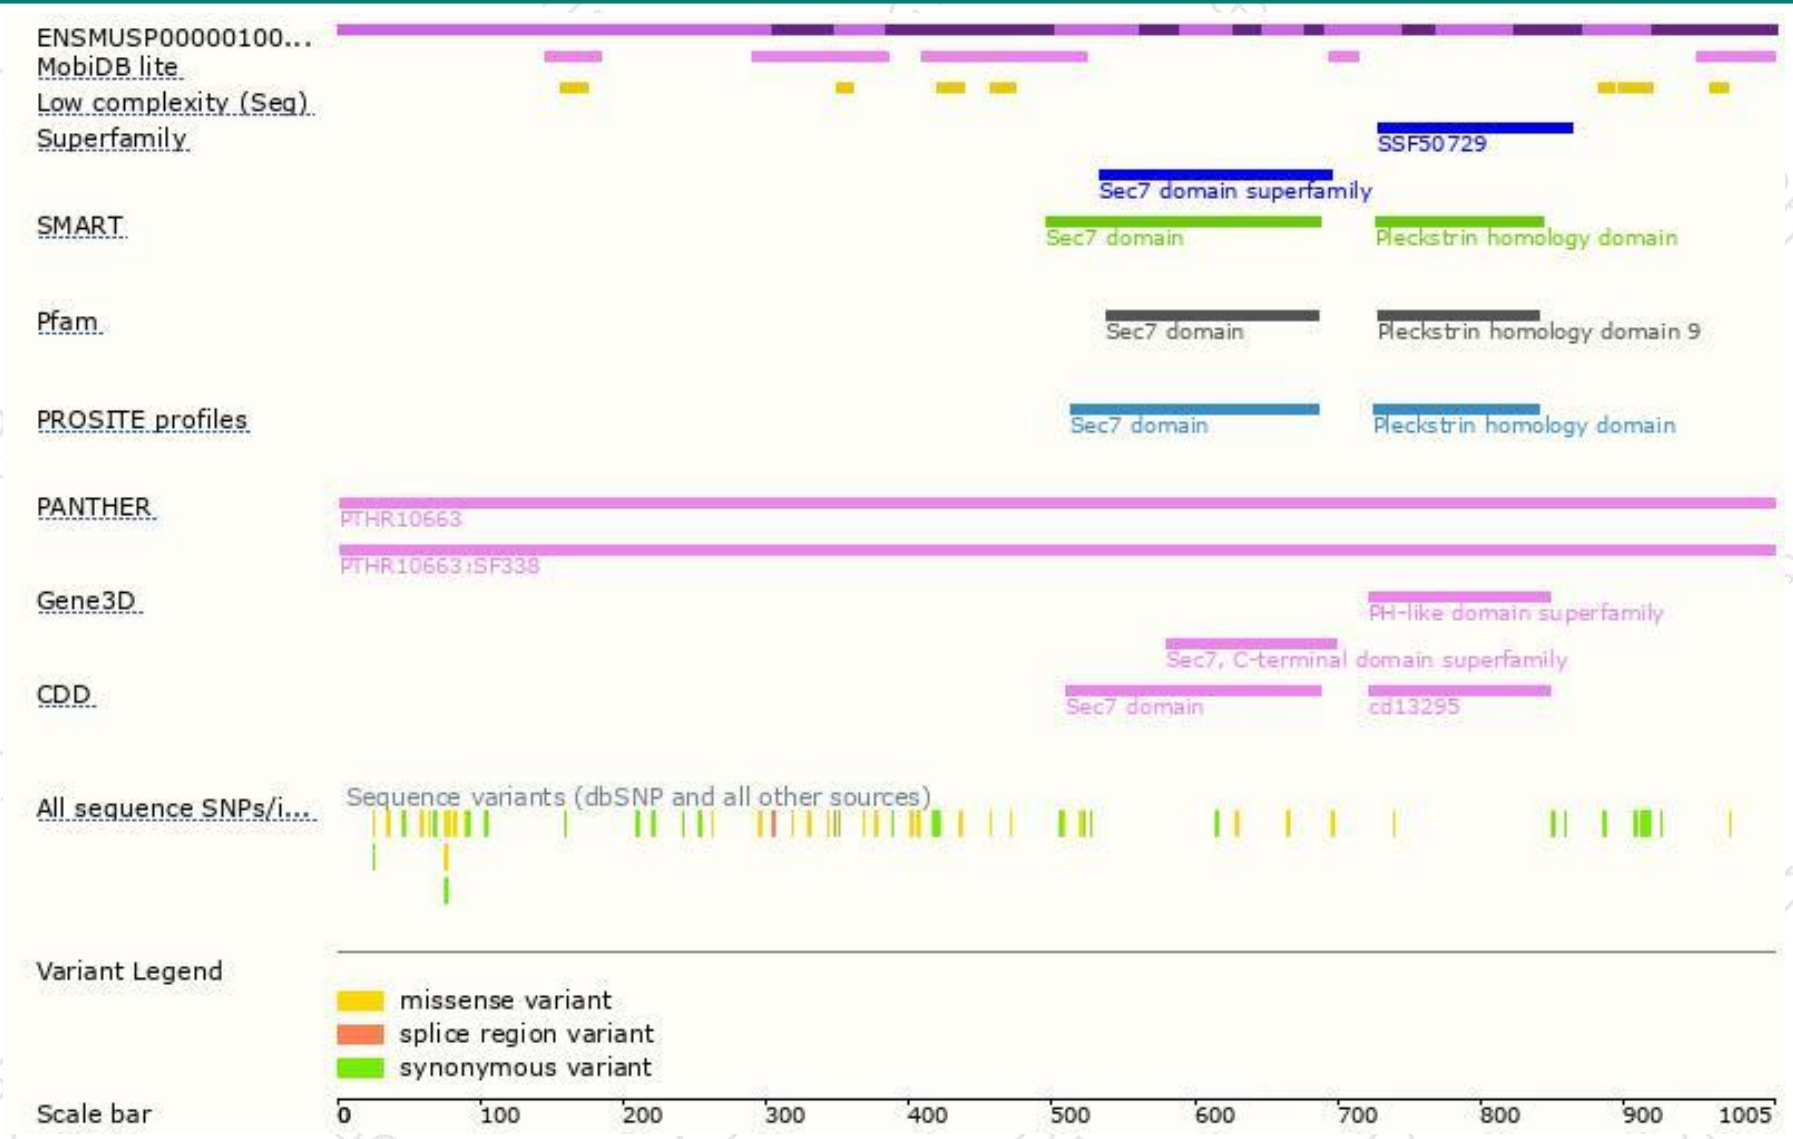 ENSMUSP00000100...
MobiDB lite
Low complexity (Seg)
Superfamily
SSF50729
Sec7 domain superfamily
SMART
Sec7 domain Pleckstrin homology domain
Pfam
Sec7 domain Pleckstrin homology domain 9
PROSITE profiles
Sec7 domain Pleckstrin homology domain
PANTHER
PTHR10663
PTHR10663:SF338
Gene3D
PH-like domain superfamily
Sec7, C-terminal domain superfamily
CDD
Sec7 domain cd13295
Sequence variants (dbSNP and all other sources)
All sequence SNPs/i...
Variant Legend
missense variant
splice region variant
synonymous variant
Scale bar 0 100 200 300 400 500 600 700 800 900 1005